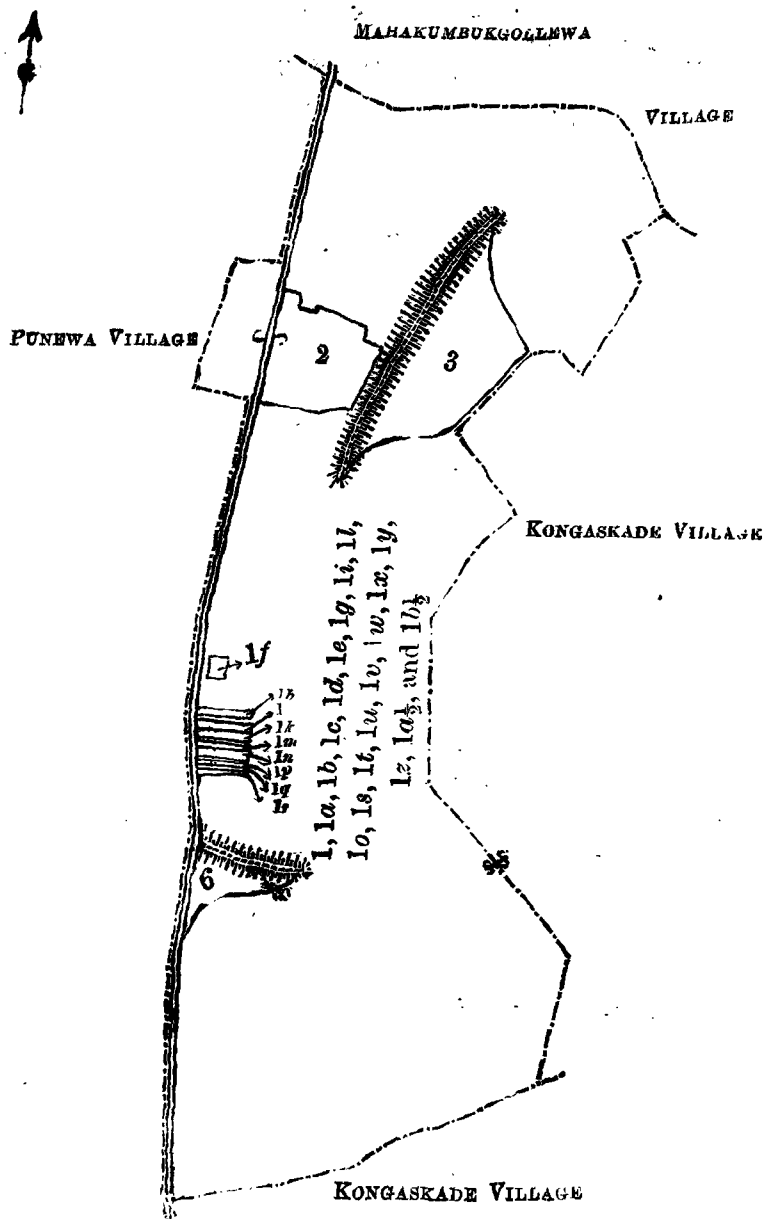 MAHAKUMBUKGOLLEWA
VILLAGE
PUNEWA VILLAGE
2
3
KONGASKADE VILLAGE
1f
1h
1
1k
1m
1n
1p
1q
1, 1a, 1b, 1c, 1d, 1e, 1g, 1i, 1l,
1o, 1s, 1t, 1u, 1v, 1w, 1x, 1y,
1z, 1a½, and 1b½
6
KONGASKADE VILLAGE